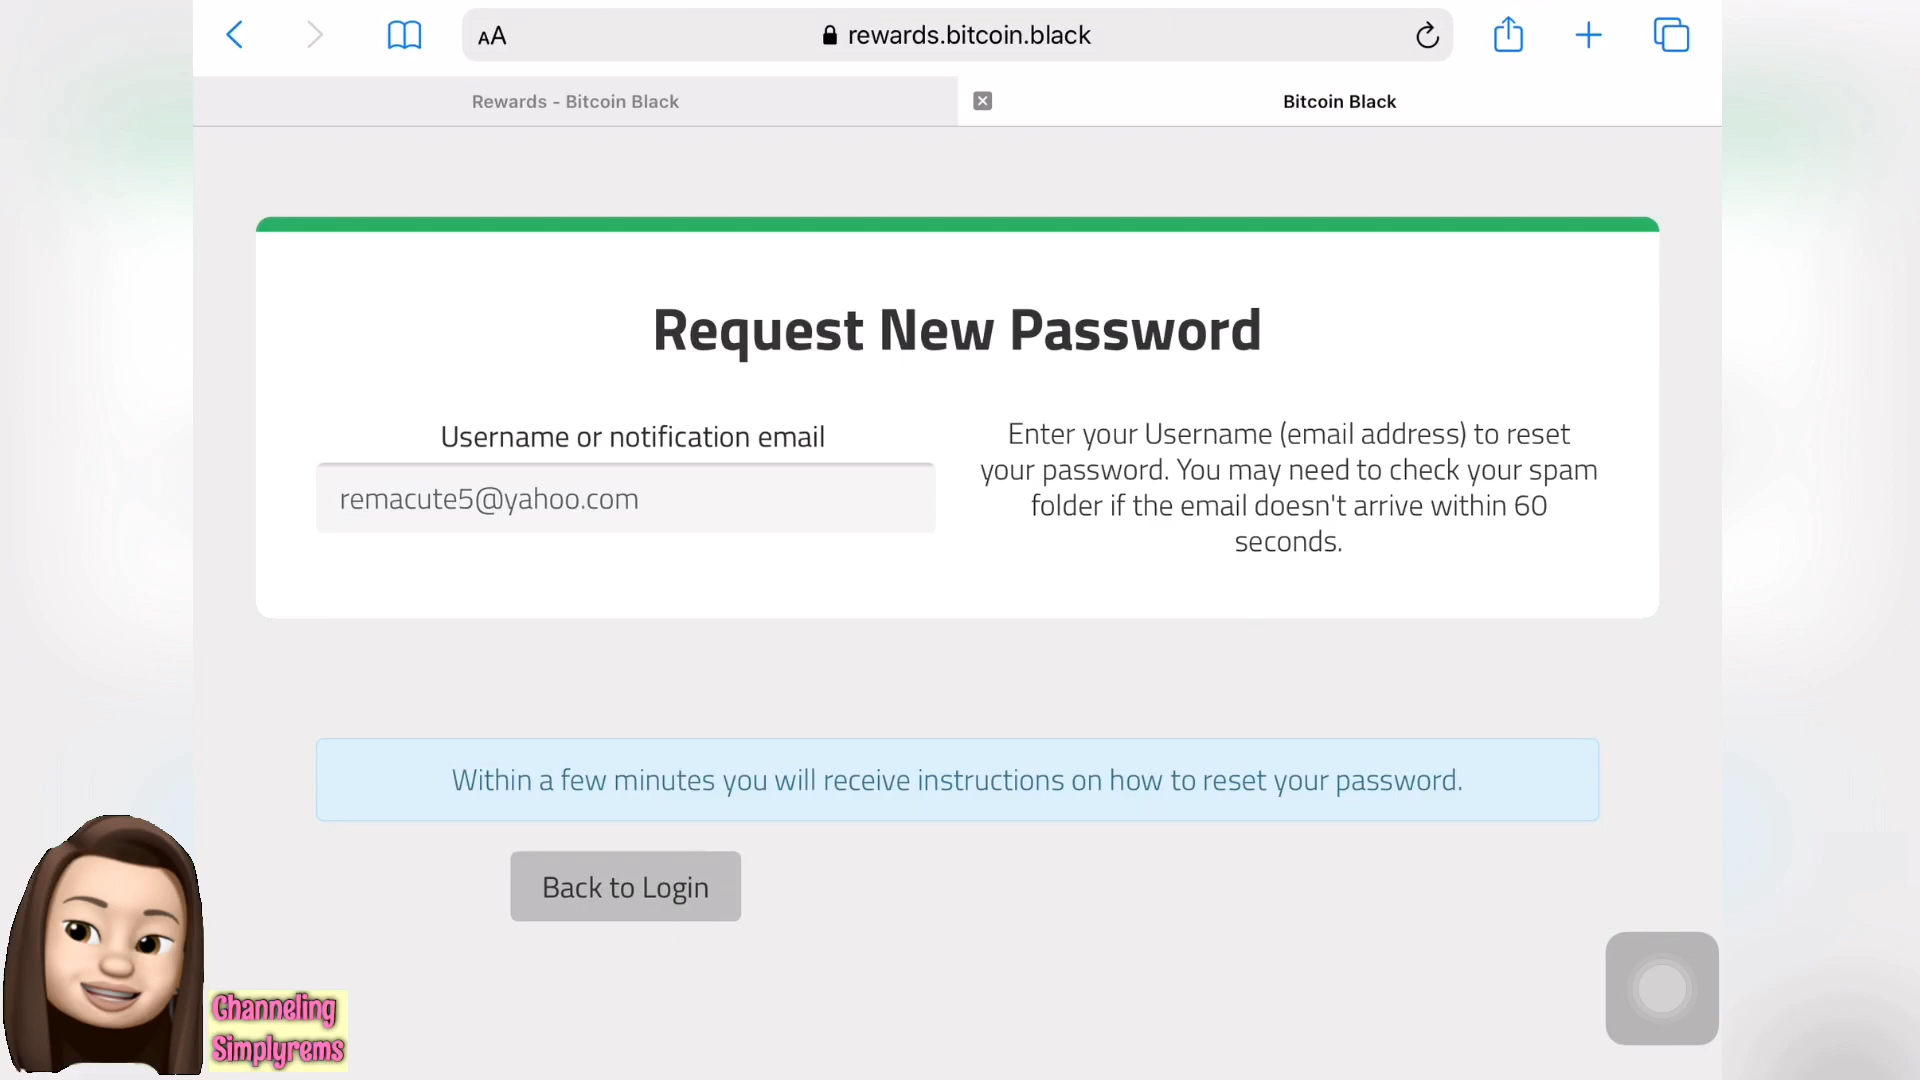 AA
rewards.bitcoin.black
Rewards - Bitcoin Black
Bitcoin Black
Request New Password
Username or notification email
remacute5@yahoo.com
Enter your Username (email address) to reset
your password. You may need to check your spam
folder if the email doesn't arrive within 60
seconds.
Within a few minutes you will receive instructions on how to reset your password.
Back to Login
Channeling
Simplyrems